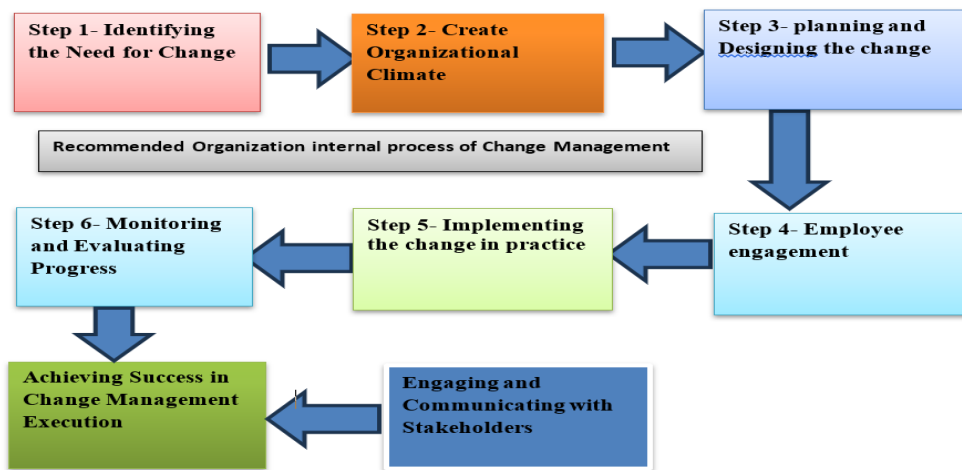 Step 1- Identifying
the Need for Change
Step 2- Create
Organizational
Climate
Step 3- planning and
Designing the change
Recommended Organization internal process of Change Management
Step 4- Employee
engagement
Step 5- Implementing
the change in practice
Step 6- Monitoring
and Evaluating
Progress
Achieving Success in
Change Management
Execution
Engaging and
Communicating with
Stakeholders